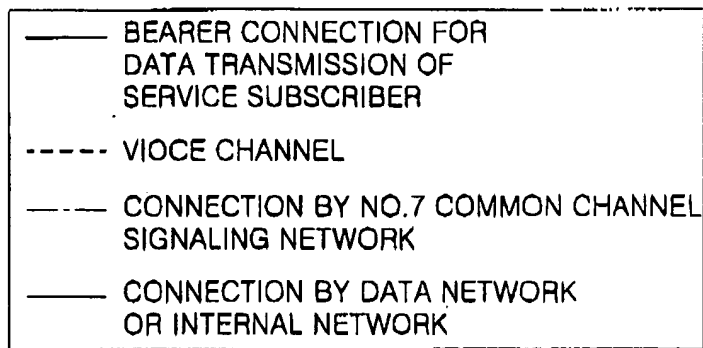 BEARER CONNECTION FOR
DATA TRANSMISSION OF
SERVICE SUBSCRIBER
VIOCE CHANNEL
CONNECTION BY NO.7 COMMON CHANNEL
SIGNALING NETWORK
CONNECTION BY DATA NETWORK
OR INTERNAL NETWORK